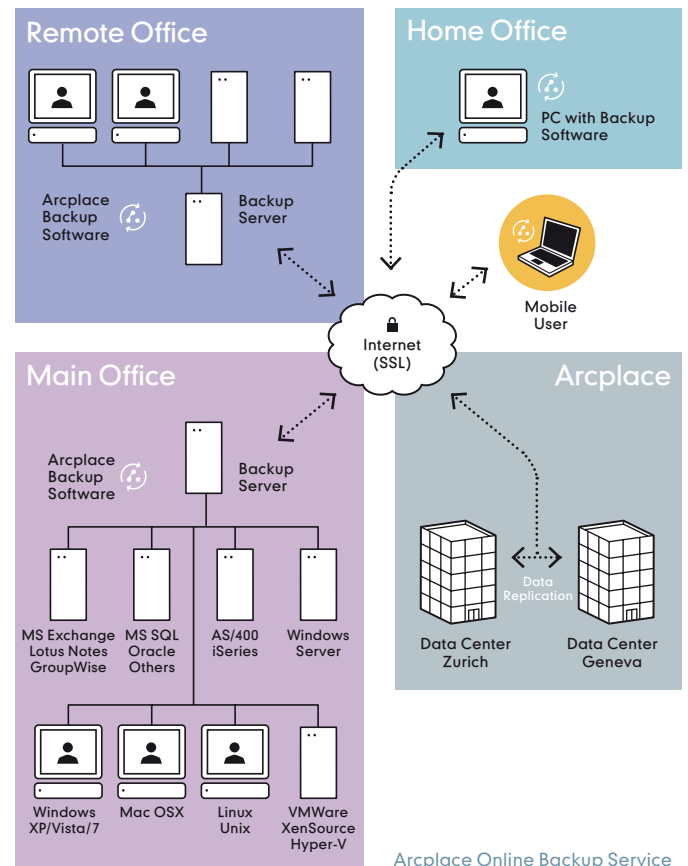 Remote Office
Arcplace
Backup
Software
Backup
Server
Home Office
PC with Backup
Software
Mobile
User
Internet
(SSL)
Main Office
Arcplace
Backup
Software
Backup
Server
MS Exchange
Lotus Notes
GroupWise
MS SQL
Oracle
Others
AS/400
iSeries
Windows
Server
Windows
XP/Vista/7
Mac OSX
Linux
Unix
VMWare
XenSource
Hyper-V
Arcplace
Data
Replication
Data Center
Zurich
Data Center
Geneva
Arcplace Online Backup Service